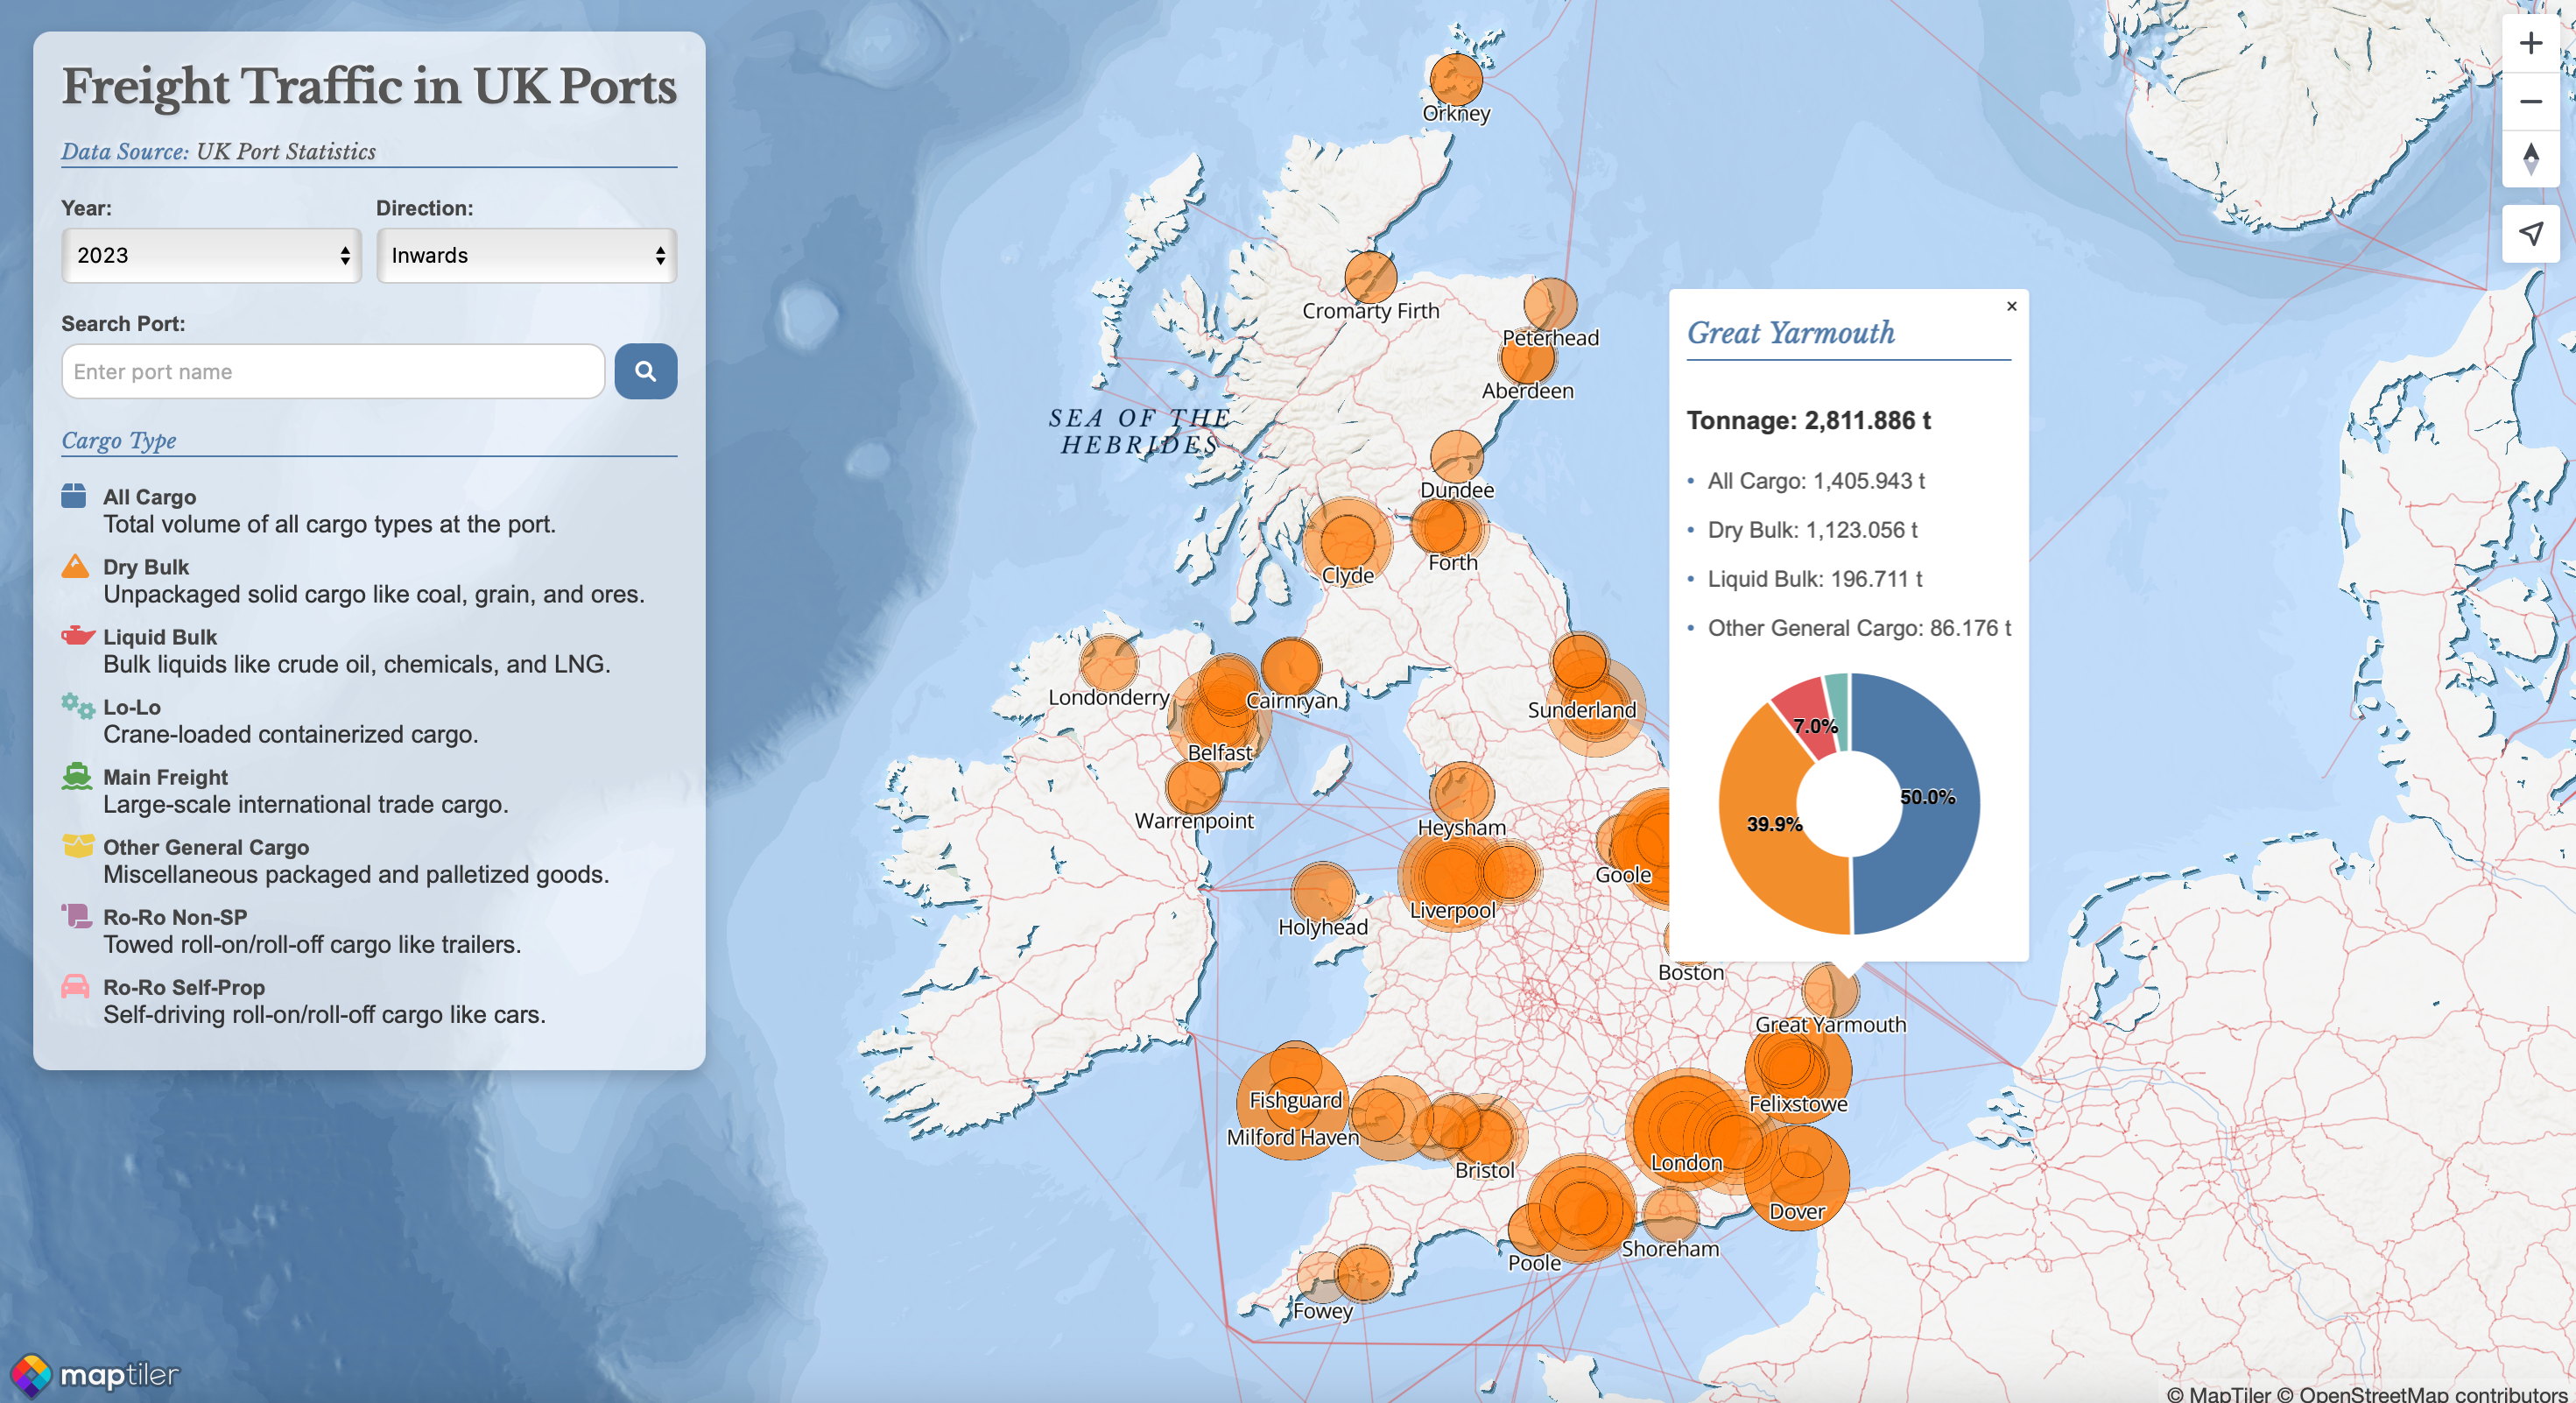 Freight Traffic in UK Ports
Data Source: UK Port Statistics
Year:
Direction:
2023
Inwards
Search Port:
Enter port name
Cargo Type
All Cargo
Total volume of all cargo types at the port.
Dry Bulk
Unpackaged solid cargo like coal, grain, and ores.
Liquid Bulk
Bulk liquids like crude oil, chemicals, and LNG.
Lo-Lo
Crane-loaded containerized cargo.
Main Freight
Large-scale international trade cargo.
Other General Cargo
Miscellaneous packaged and palletized goods.
Ro-Ro Non-SP
Towed roll-on/roll-off cargo like trailers.
Ro-Ro Self-Prop
Self-driving roll-on/roll-off cargo like cars.
maptiler
Orkney
Cromarty Firth
Peterhead
Aberdeen
SEA OF THE
HEBRIDES
Dundee
Forth
Clyde
Londonderry
Cairnryan
Sunderland
Belfast
Warrenpoint
Heysham
Goole
Liverpool
Holyhead
Boston
Great Yarmouth
Fishguard
Felixstowe
Milford Haven
London
Bristol
Dover
Shoreham
Poole
Fowey
×
Great Yarmouth
Tonnage: 2,811.886 t
• All Cargo: 1,405.943 t
• Dry Bulk: 1,123.056 t
• Liquid Bulk: 196.711 t
• Other General Cargo: 86.176 t
7.0%
50.0%
39.9%
© MapTiler © OpenStreetMap contributors